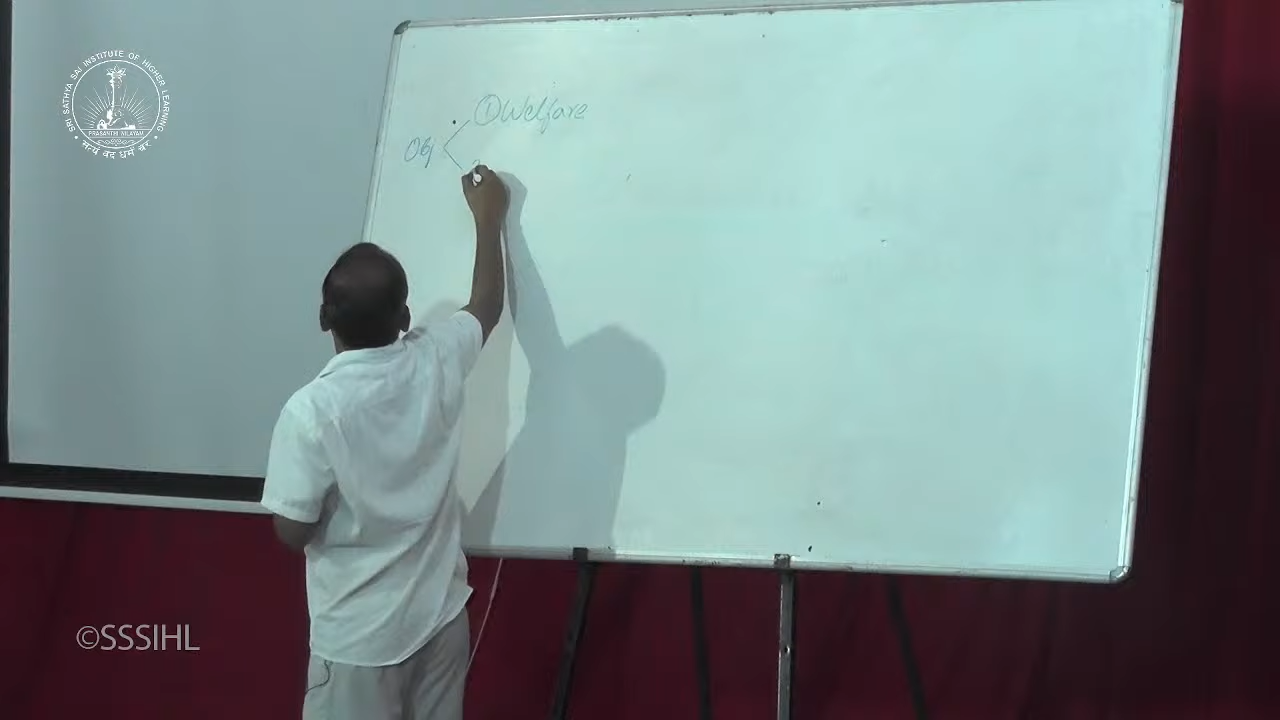 SRI SATHYA SAI INSTITUTE OF HIGHER LEARNING
PRASANTHI NILAYAM
सत्यं वद धर्मं चर
① Welfare
Obj
©SSSIHL